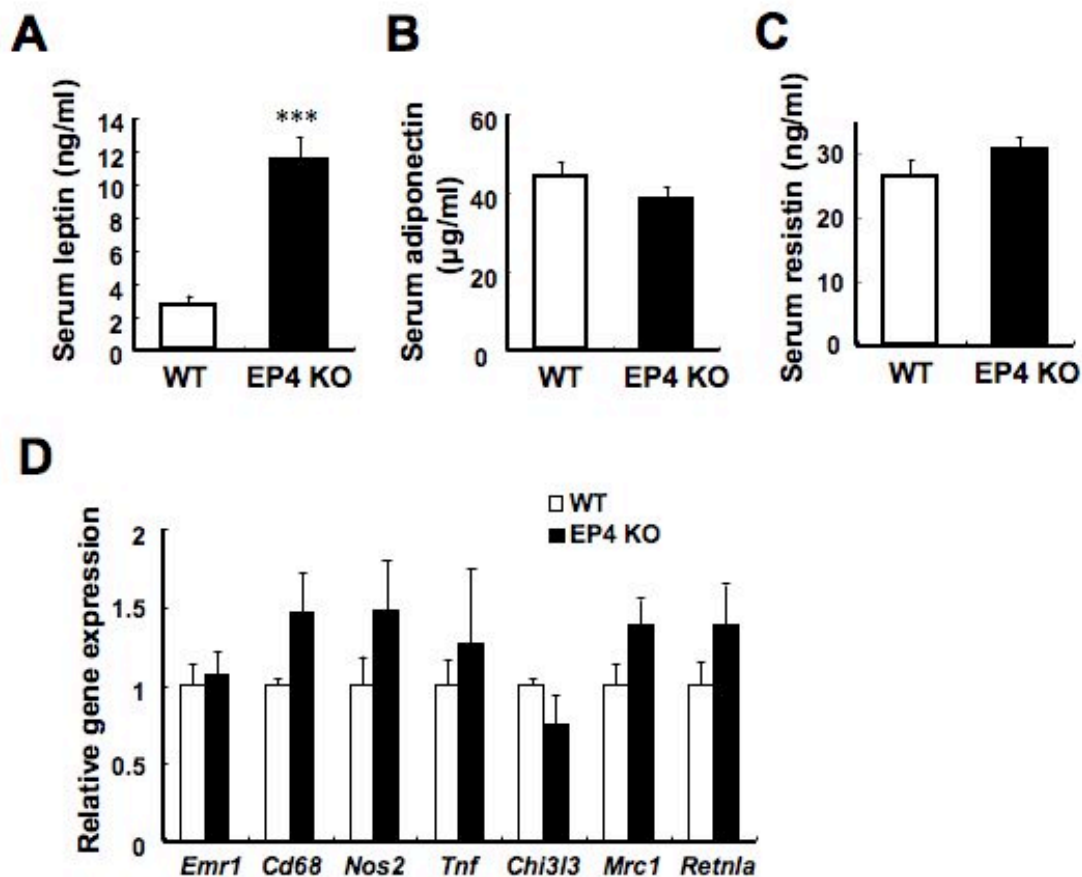 A
Serum leptin (ng/ml)
14
12
10
8
6
4
2
0
***
WT EP4 KO
B
Serum adiponectin
(µg/ml)
60
40
20
0
WT EP4 KO
C
Serum resistin (ng/ml)
30
20
10
0
WT EP4 KO
D
Relative gene expression
2
1.5
1
0.5
0
WT
EP4 KO
Emr1 Cd68 Nos2 Tnf Chi3l3 Mrc1 Retnla